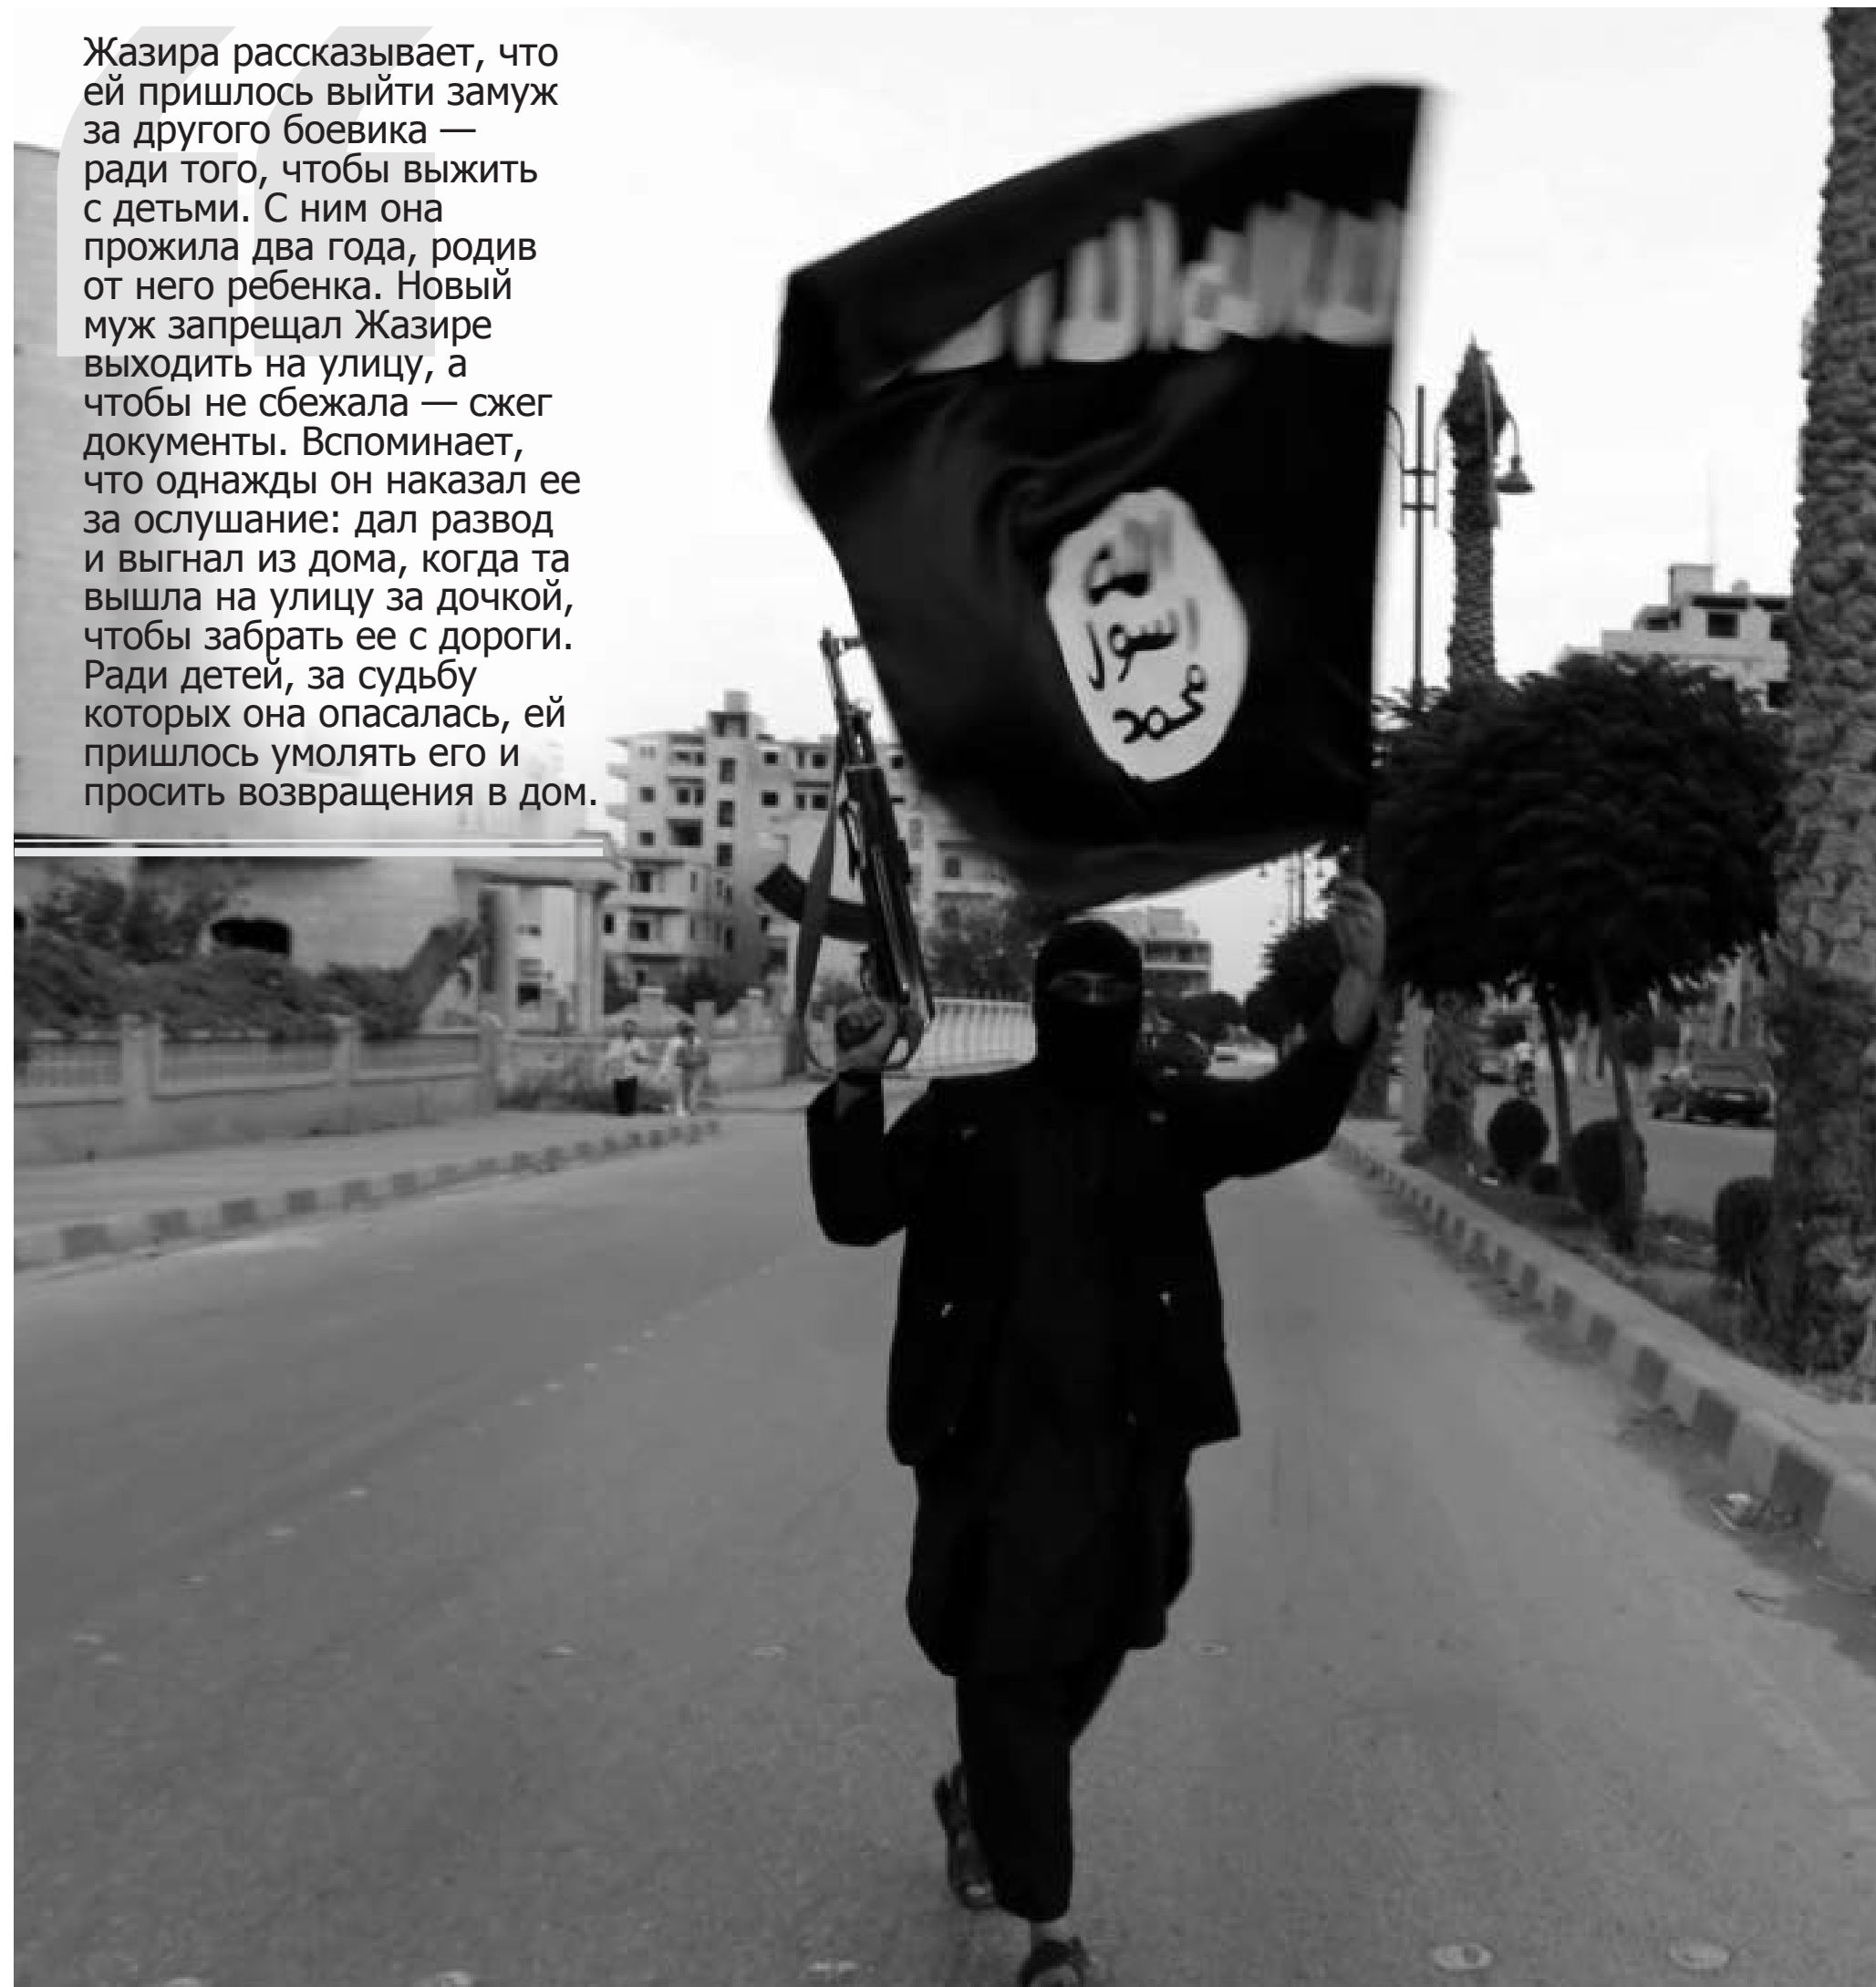 Жазира рассказывает, что
ей пришлось выйти замуж
за другого боевика —
ради того, чтобы выжить
с детьми. С ним она
прожила два года, родив
от него ребенка. Новый
муж запрещал Жазире
выходить на улицу, а
чтобы не сбежала — сжег
документы. Вспоминает,
что однажды он наказал ее
за ослушание: дал развод
и выгнал из дома, когда та
вышла на улицу за дочкой,
чтобы забрать ее с дороги.
Ради детей, за судьбу
которых она опасалась, ей
пришлось умолять его и
просить возвращения в дом.
الله
رسول
محمد